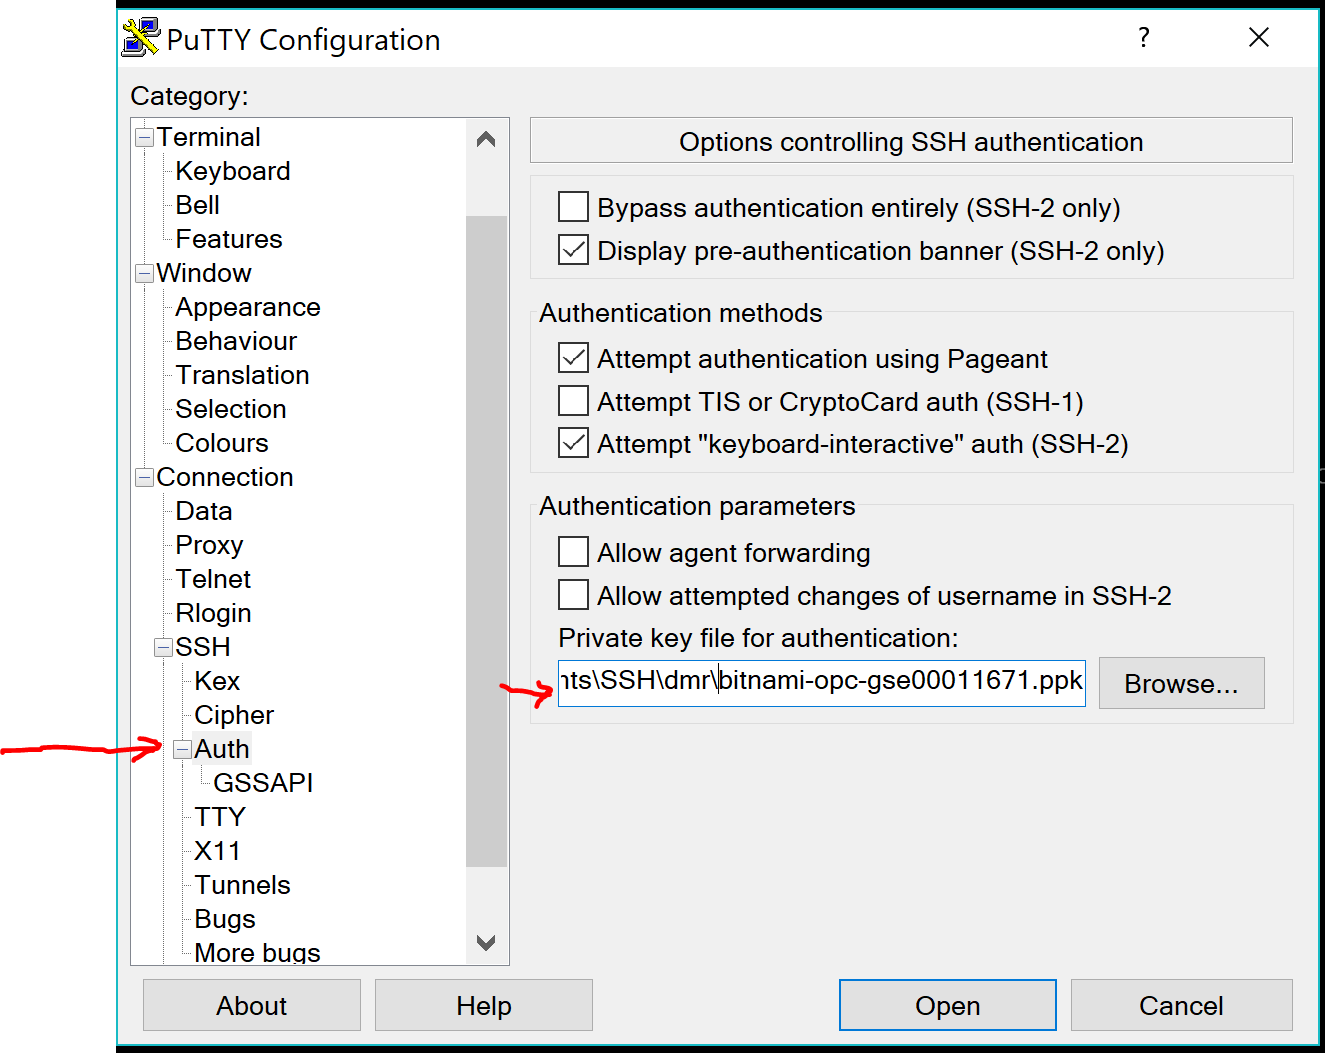 PuTTY Configuration
?
Category:
Terminal
Keyboard
Bell
Features
Window
Appearance
Behaviour
Translation
Selection
Colours
Connection
Data
Proxy
Telnet
Rlogin
SSH
Kex
Cipher
Auth
GSSAPI
TTY
X11
Tunnels
Bugs
More bugs
Options controlling SSH authentication
Bypass authentication entirely (SSH-2 only)
Display pre-authentication banner (SSH-2 only)
Authentication methods
Attempt authentication using Pageant
Attempt TIS or CryptoCard auth (SSH-1)
Attempt "keyboard-interactive" auth (SSH-2)
Authentication parameters
Allow agent forwarding
Allow attempted changes of username in SSH-2
Private key file for authentication:
nts\SSH\dmr\bitnami-opc-gse00011671.ppk
Browse...
About
Help
Open
Cancel